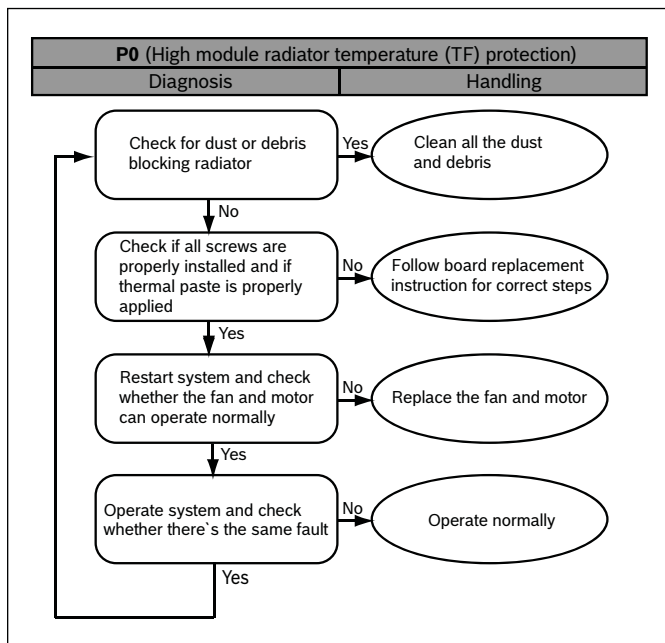 P0 (High module radiator temperature (TF) protection)
Diagnosis
Handling
Check for dust or debris
blocking radiator
Yes
Clean all the dust
and debris
No
Check if all screws are
properly installed and if
thermal paste is properly
applied
No
Follow board replacement
instruction for correct steps
Yes
Restart system and check
whether the fan and motor
can operate normally
No
Replace the fan and motor
Yes
Operate system and check
whether there`s the same fault
No
Operate normally
Yes